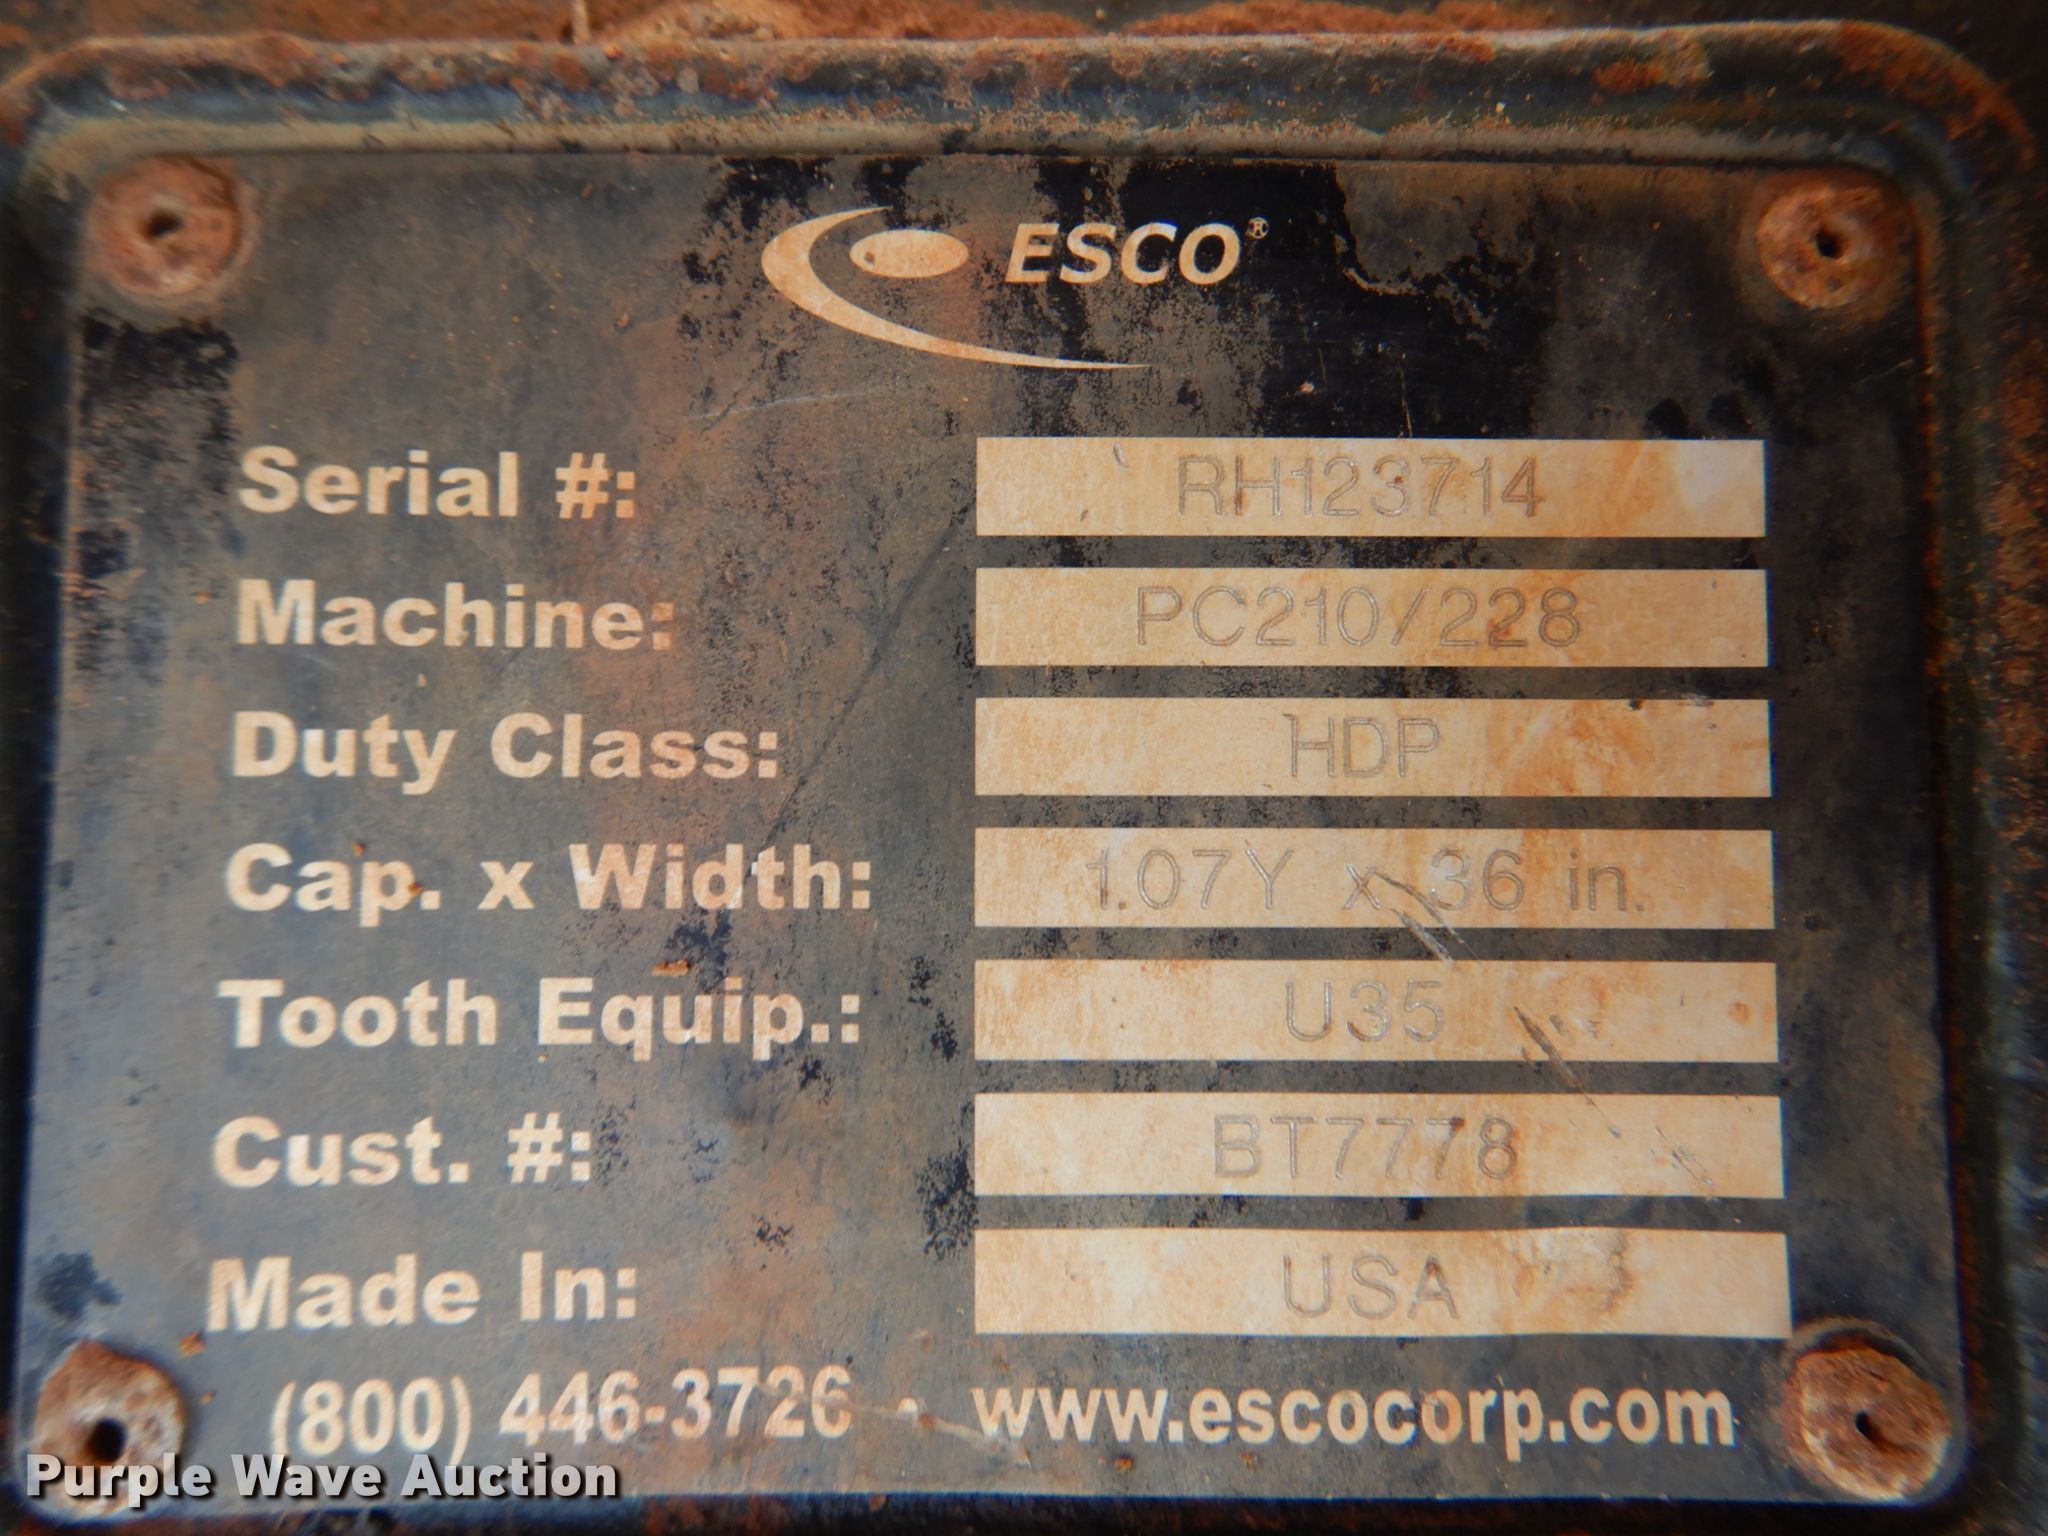 ESCO®
Serial #: RH123714
Machine: PC210/228
Duty Class: HDP
Cap. x Width: 1.07Y x 36 in.
Tooth Equip.: U35
Cust. #: BT7778
Made In: USA
(800) 446-3726 • www.escocorp.com
Purple Wave Auction